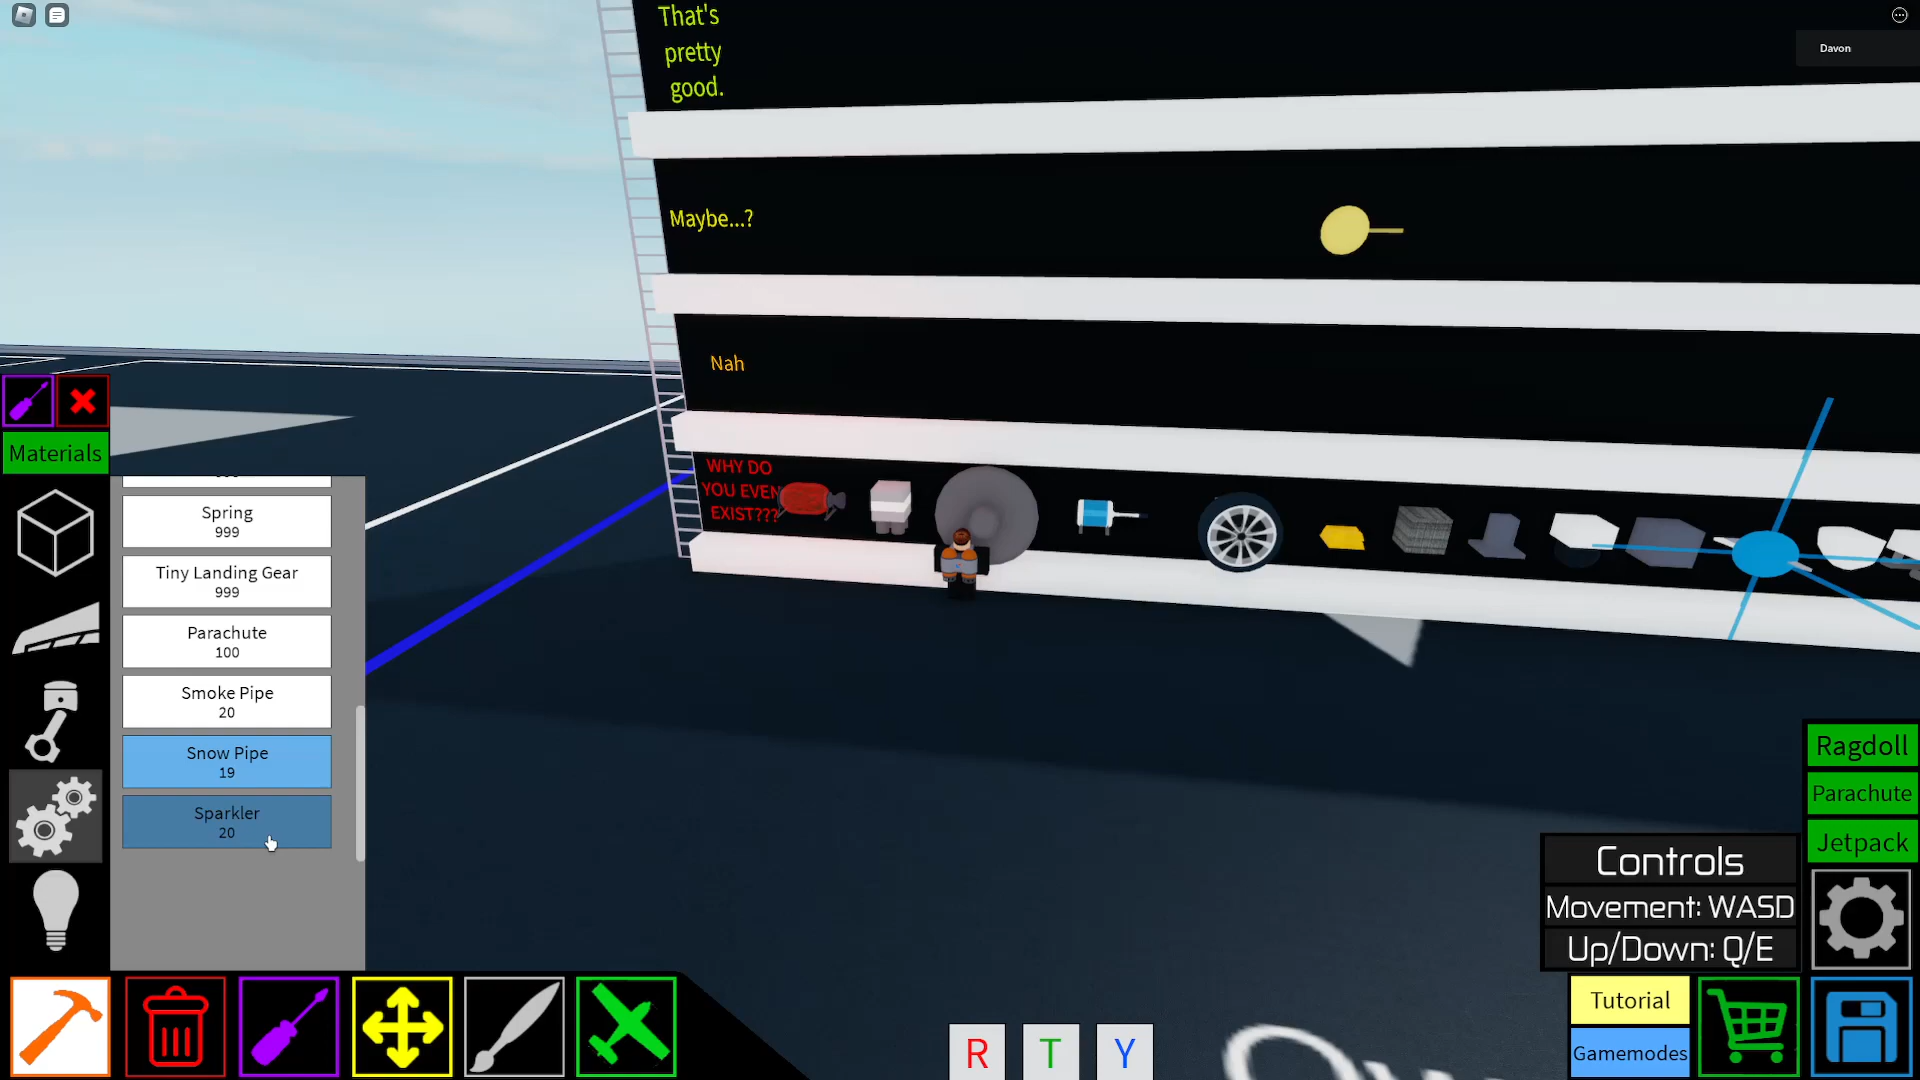 That's
pretty
good.
Davon
Maybe...?
Nah
WHY DO
YOU EVEN
EXIST???
Materials
Spring
999
Tiny Landing Gear
999
Parachute
100
Smoke Pipe
20
Snow Pipe
19
Sparkler
20
Ragdoll
Parachute
Jetpack
Controls
Movement: WASD
Up/Down: Q/E
Tutorial
Gamemodes
R
T
Y